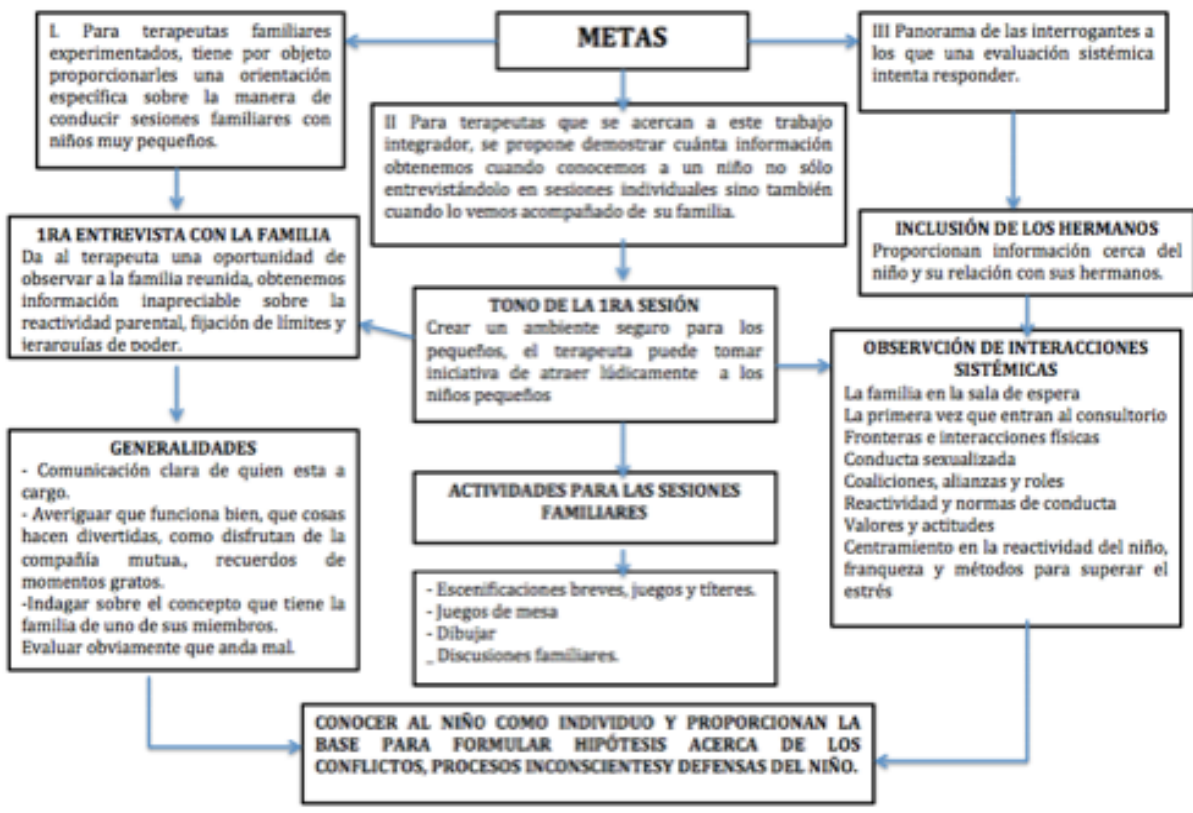 METAS
I. Para terapeutas familiares
experimentados, tiene por objeto
proporcionarles una orientación
específica sobre la manera de
conducir sesiones familiares con
niños muy pequeños.
II Para terapeutas que se acercan a este trabajo
integrador, se propone demostrar cuánta información
obtenemos cuando conocemos a un niño no sólo
entrevistándolo en sesiones individuales sino también
cuando lo vemos acompañado de su familia.
III Panorama de las interrogantes a
los que una evaluación sistémica
intenta responder.
1RA ENTREVISTA CON LA FAMILIA
Da al terapeuta una oportunidad de
observar a la familia reunida, obtenemos
información inapreciable sobre la
reactividad parental, fijación de límites y
jerarquías de poder.
TONO DE LA 1RA SESIÓN
Crear un ambiente seguro para los
pequeños, el terapeuta puede tomar
iniciativa de atraer lúdicamente a los
niños pequeños
INCLUSIÓN DE LOS HERMANOS
Proporcionan información cerca del
niño y su relación con sus hermanos.
GENERALIDADES
- Comunicación clara de quien esta a
cargo.
- Averiguar que funciona bien, que cosas
hacen divertidas, como disfrutan de la
compañía mutua., recuerdos de
momentos gratos.
-Indagar sobre el concepto que tiene la
familia de uno de sus miembros.
Evaluar obviamente que anda mal.
ACTIVIDADES PARA LAS SESIONES
FAMILIARES
- Escenificaciones breves, juegos y títeres.
- Juegos de mesa
- Dibujar
_ Discusiones familiares.
OBSERVCIÓN DE INTERACCIONES
SISTÉMICAS
La familia en la sala de espera
La primera vez que entran al consultorio
Fronteras e interacciones físicas
Conducta sexualizada
Coaliciones, alianzas y roles
Reactividad y normas de conducta
Valores y actitudes
Centramiento en la reactividad del niño,
franqueza y métodos para superar el
estrés
CONOCER AL NIÑO COMO INDIVIDUO Y PROPORCIONAN LA
BASE PARA FORMULAR HIPÓTESIS ACERCA DE LOS
CONFLICTOS, PROCESOS INCONSCIENTESY DEFENSAS DEL NIÑO.